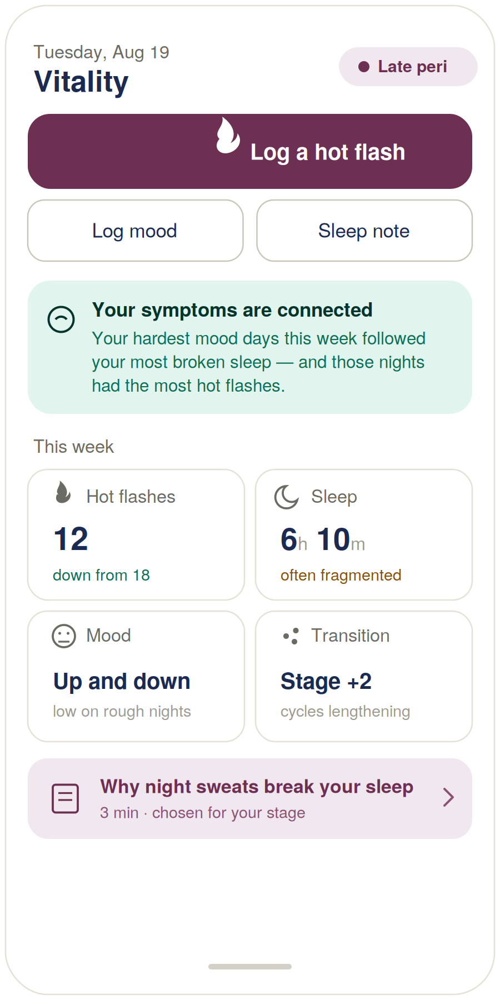 Tuesday, Aug 19
Vitality
Late peri
Log a hot flash
Log mood
Sleep note
Your symptoms are connected
Your hardest mood days this week followed
your most broken sleep — and those nights
had the most hot flashes.
This week
Hot flashes
12
down from 18
Sleep
6h 10m
often fragmented
Mood
Up and down
low on rough nights
Transition
Stage +2
cycles lengthening
Why night sweats break your sleep
3 min · chosen for your stage